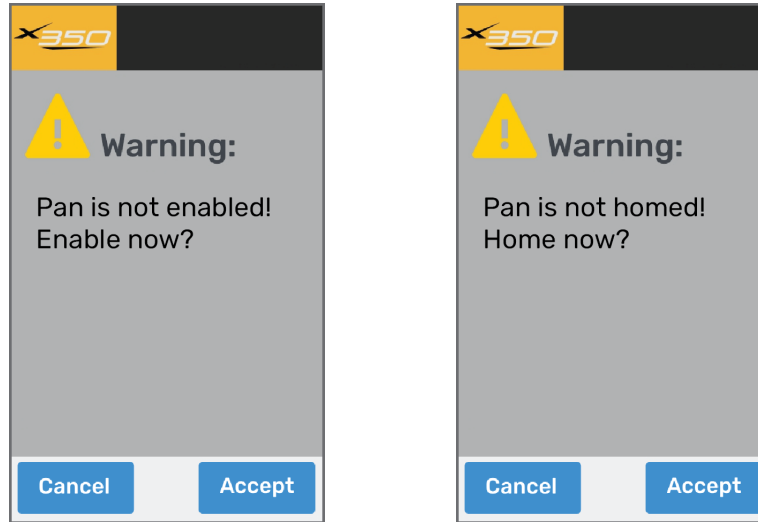 X350
Warning:
Pan is not enabled!
Enable now?
Cancel
Accept
X350
Warning:
Pan is not homed!
Home now?
Cancel
Accept